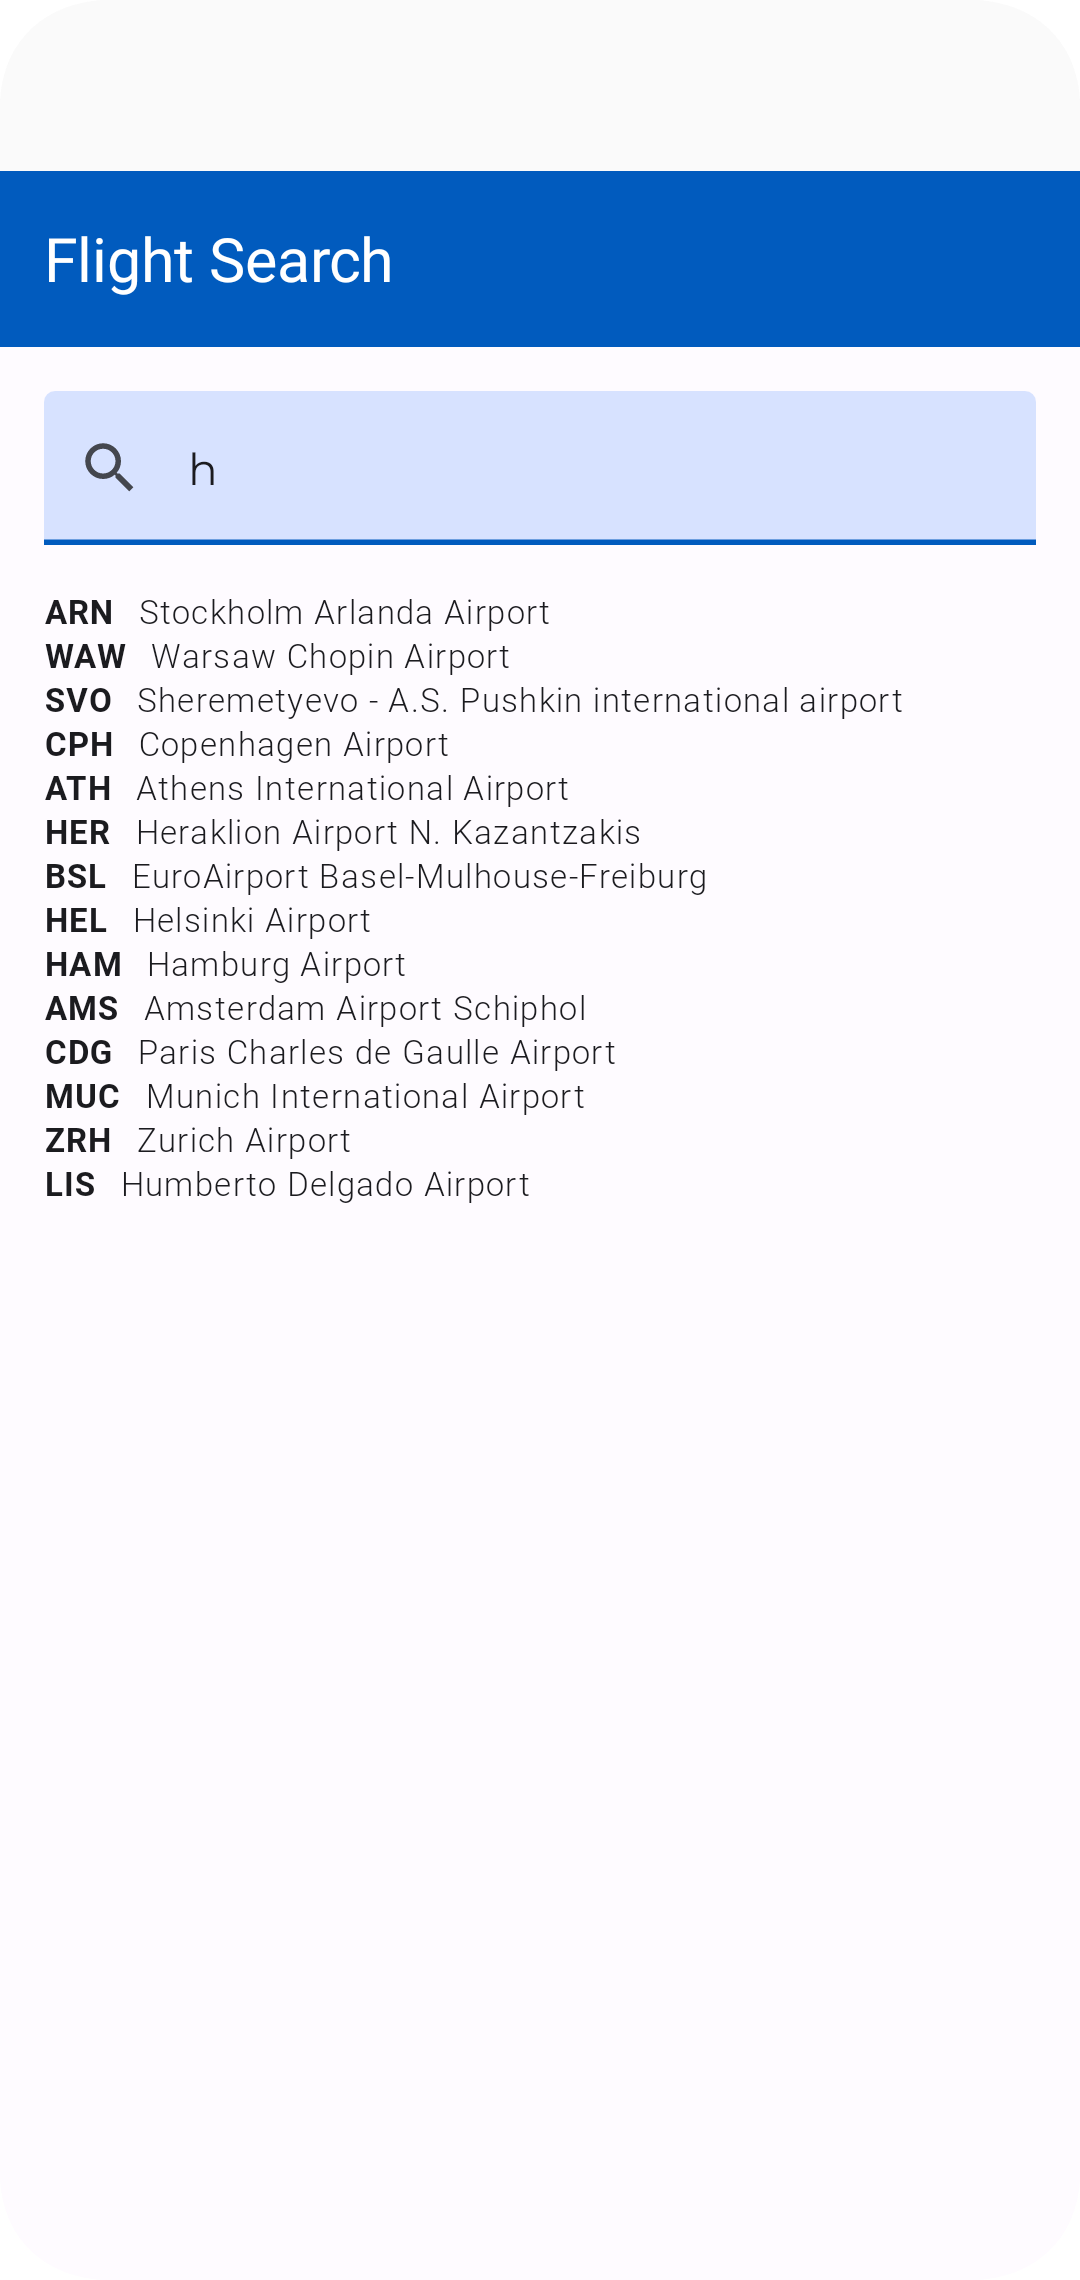 Flight Search
h
ARN Stockholm Arlanda Airport
WAW Warsaw Chopin Airport
SVO Sheremetyevo - A.S. Pushkin international airport
CPH Copenhagen Airport
ATH Athens International Airport
HER Heraklion Airport N. Kazantzakis
BSL EuroAirport Basel-Mulhouse-Freiburg
HEL Helsinki Airport
HAM Hamburg Airport
AMS Amsterdam Airport Schiphol
CDG Paris Charles de Gaulle Airport
MUC Munich International Airport
ZRH Zurich Airport
LIS Humberto Delgado Airport